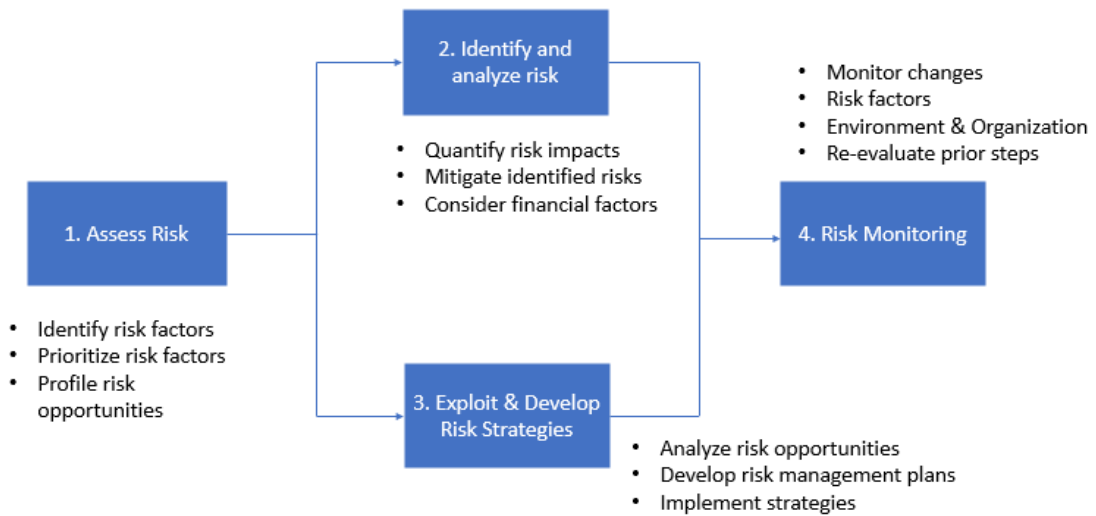 1. Assess Risk
• Identify risk factors
• Prioritize risk factors
• Profile risk
opportunities
2. Identify and
analyze risk
• Quantify risk impacts
• Mitigate identified risks
• Consider financial factors
3. Exploit & Develop
Risk Strategies
• Analyze risk opportunities
• Develop risk management plans
• Implement strategies
• Monitor changes
• Risk factors
• Environment & Organization
• Re-evaluate prior steps
4. Risk Monitoring